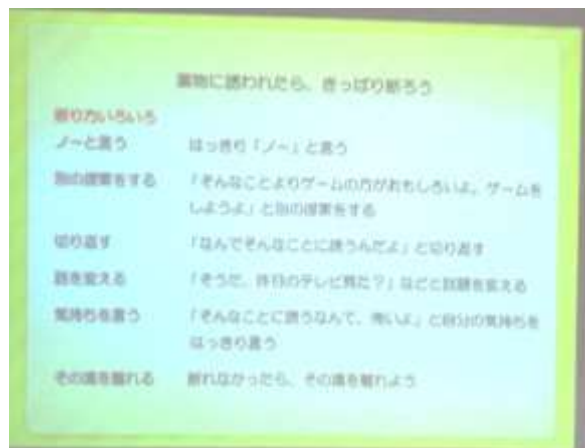 薬物に誘われたら、きっぱり断ろう
断り方いろいろ
ノーと言う はっきり「ノー」と言う
別の提案をする 「そんなことよりゲームの方がおもしろいよ。ゲームを
しようよ」と別の提案をする
切り返す 「なんでそんなことに誘うんだよ」と切り返す
話を変える 「そうだ、昨日のテレビ見た?」などと話題を変える
気持ちを言う 「そんなことに誘うなんて、怖いよ」と自分の気持ちを
はっきり言う
その場を離れる 断れなかったら、その場を離れよう